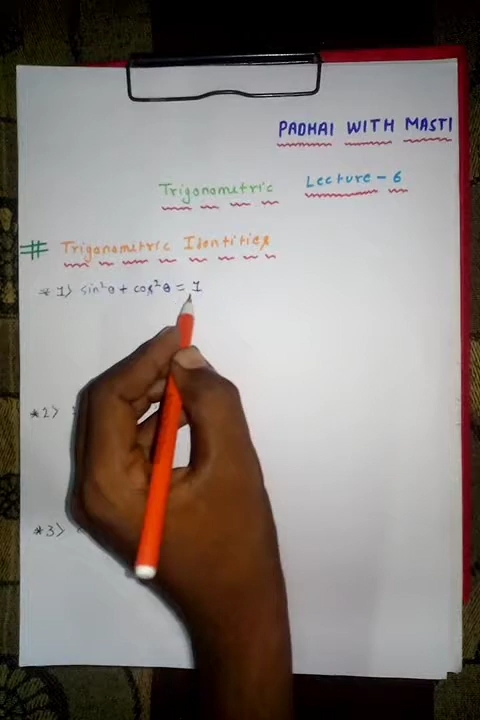 PADHAI WITH MASTI
Trigonometric Lecture - 6
# Trigonometric Identities
* 1> sin²θ + cos²θ = 1
* 2>
* 3>